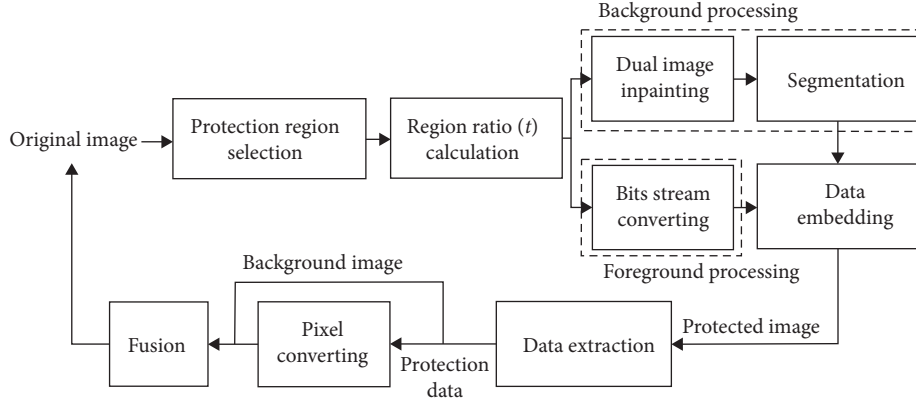 Background processing
Dual image
inpainting
Segmentation
Original image
Protection region
selection
Region ratio (t)
calculation
Bits stream
converting
Data
embedding
Foreground processing
Background image
Fusion
Pixel
converting
Protection
data
Data extraction
Protected image